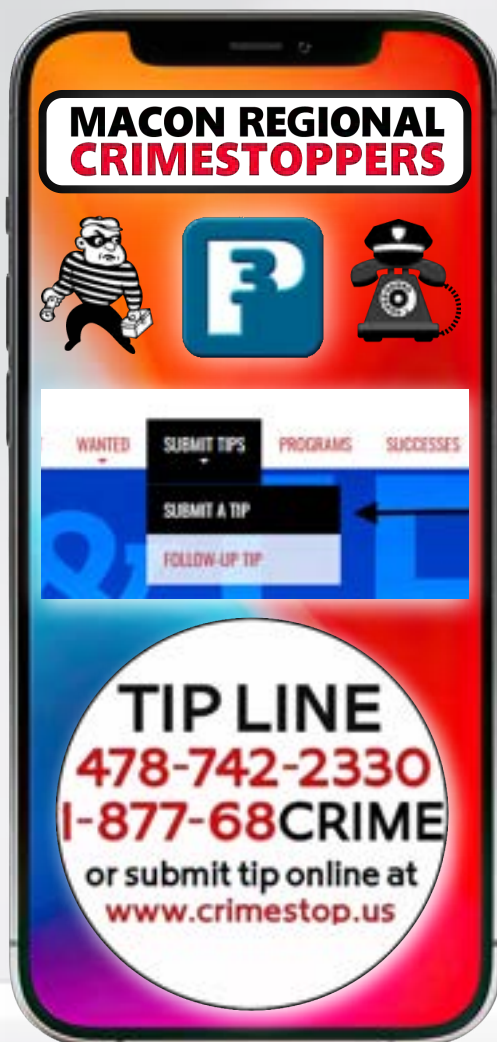 MACON REGIONAL
CRIMESTOPPERS
P3
WANTED SUBMIT TIPS PROGRAMS SUCCESSES
SUBMIT A TIP
FOLLOW-UP TIP
TIP LINE
478-742-2330
1-877-68CRIME
or submit tip online at
www.crimestop.us